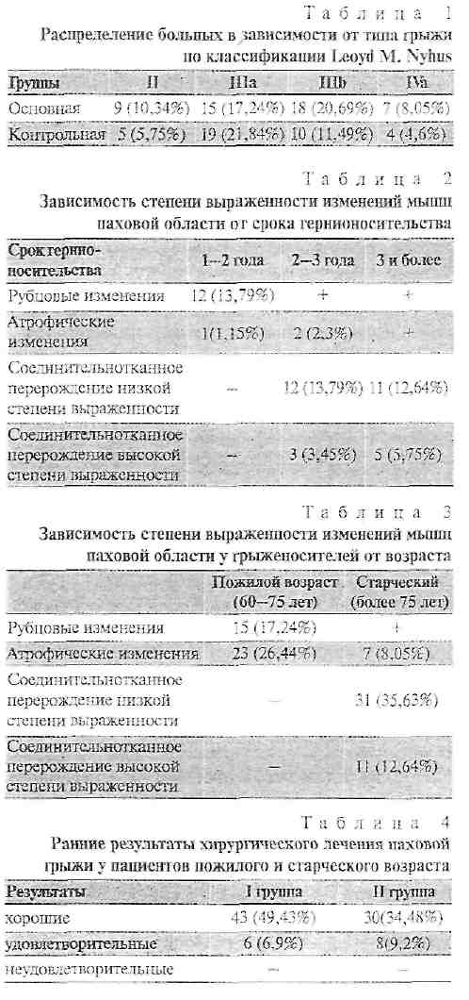 Таблица 1
Распределение больных в зависимости от типа грыжи
по классификации Leoyd M. Nyhus
Группы II IIIa IIIb IVa
Основная 9 (10,34%) 15 (17,24%) 18 (20,69%) 7 (8,05%)
Контрольная 5 (5,75%) 19 (21,84%) 10 (11,49%) 4 (4,6%)
Таблица 2
Зависимость степени выраженности изменений мышц
паховой области от срока гернионосительства
Срок гернио-
носительства 1—2 года 2—3 года 3 и более
Рубцовые изменения 12 (13,79%) + +
Атрофические
изменения 1(1,15%) 2 (2,3%) +
Соединительнотканное
перерождение низкой
степени выраженности – 12 (13,79%) 11 (12,64%)
Соединительнотканное
перерождение высокой
степени выраженности – 3 (3,45%) 5 (5,75%)
Таблица 3
Зависимость степени выраженности изменений мышц
паховой области у грыженосителей от возраста
Пожилой возраст Старческий
(60—75 лет) (более 75 лет)
Рубцовые изменения 15 (17,24%) +
Атрофические изменения 23 (26,44%) 7 (8,05%)
Соединительнотканное
перерождение низкой
степени выраженности – 31 (35,63%)
Соединительнотканное
перерождение высокой
степени выраженности – 11 (12,64%)
Таблица 4
Ранние результаты хирургического лечения паховой
грыжи у пациентов пожилого и старческого возраста
Результаты I группа II группа
хорошие 43 (49,43%) 30(34,48%)
удовлетворительные 6 (6,9%) 8(9,2%)
неудовлетворительные – –